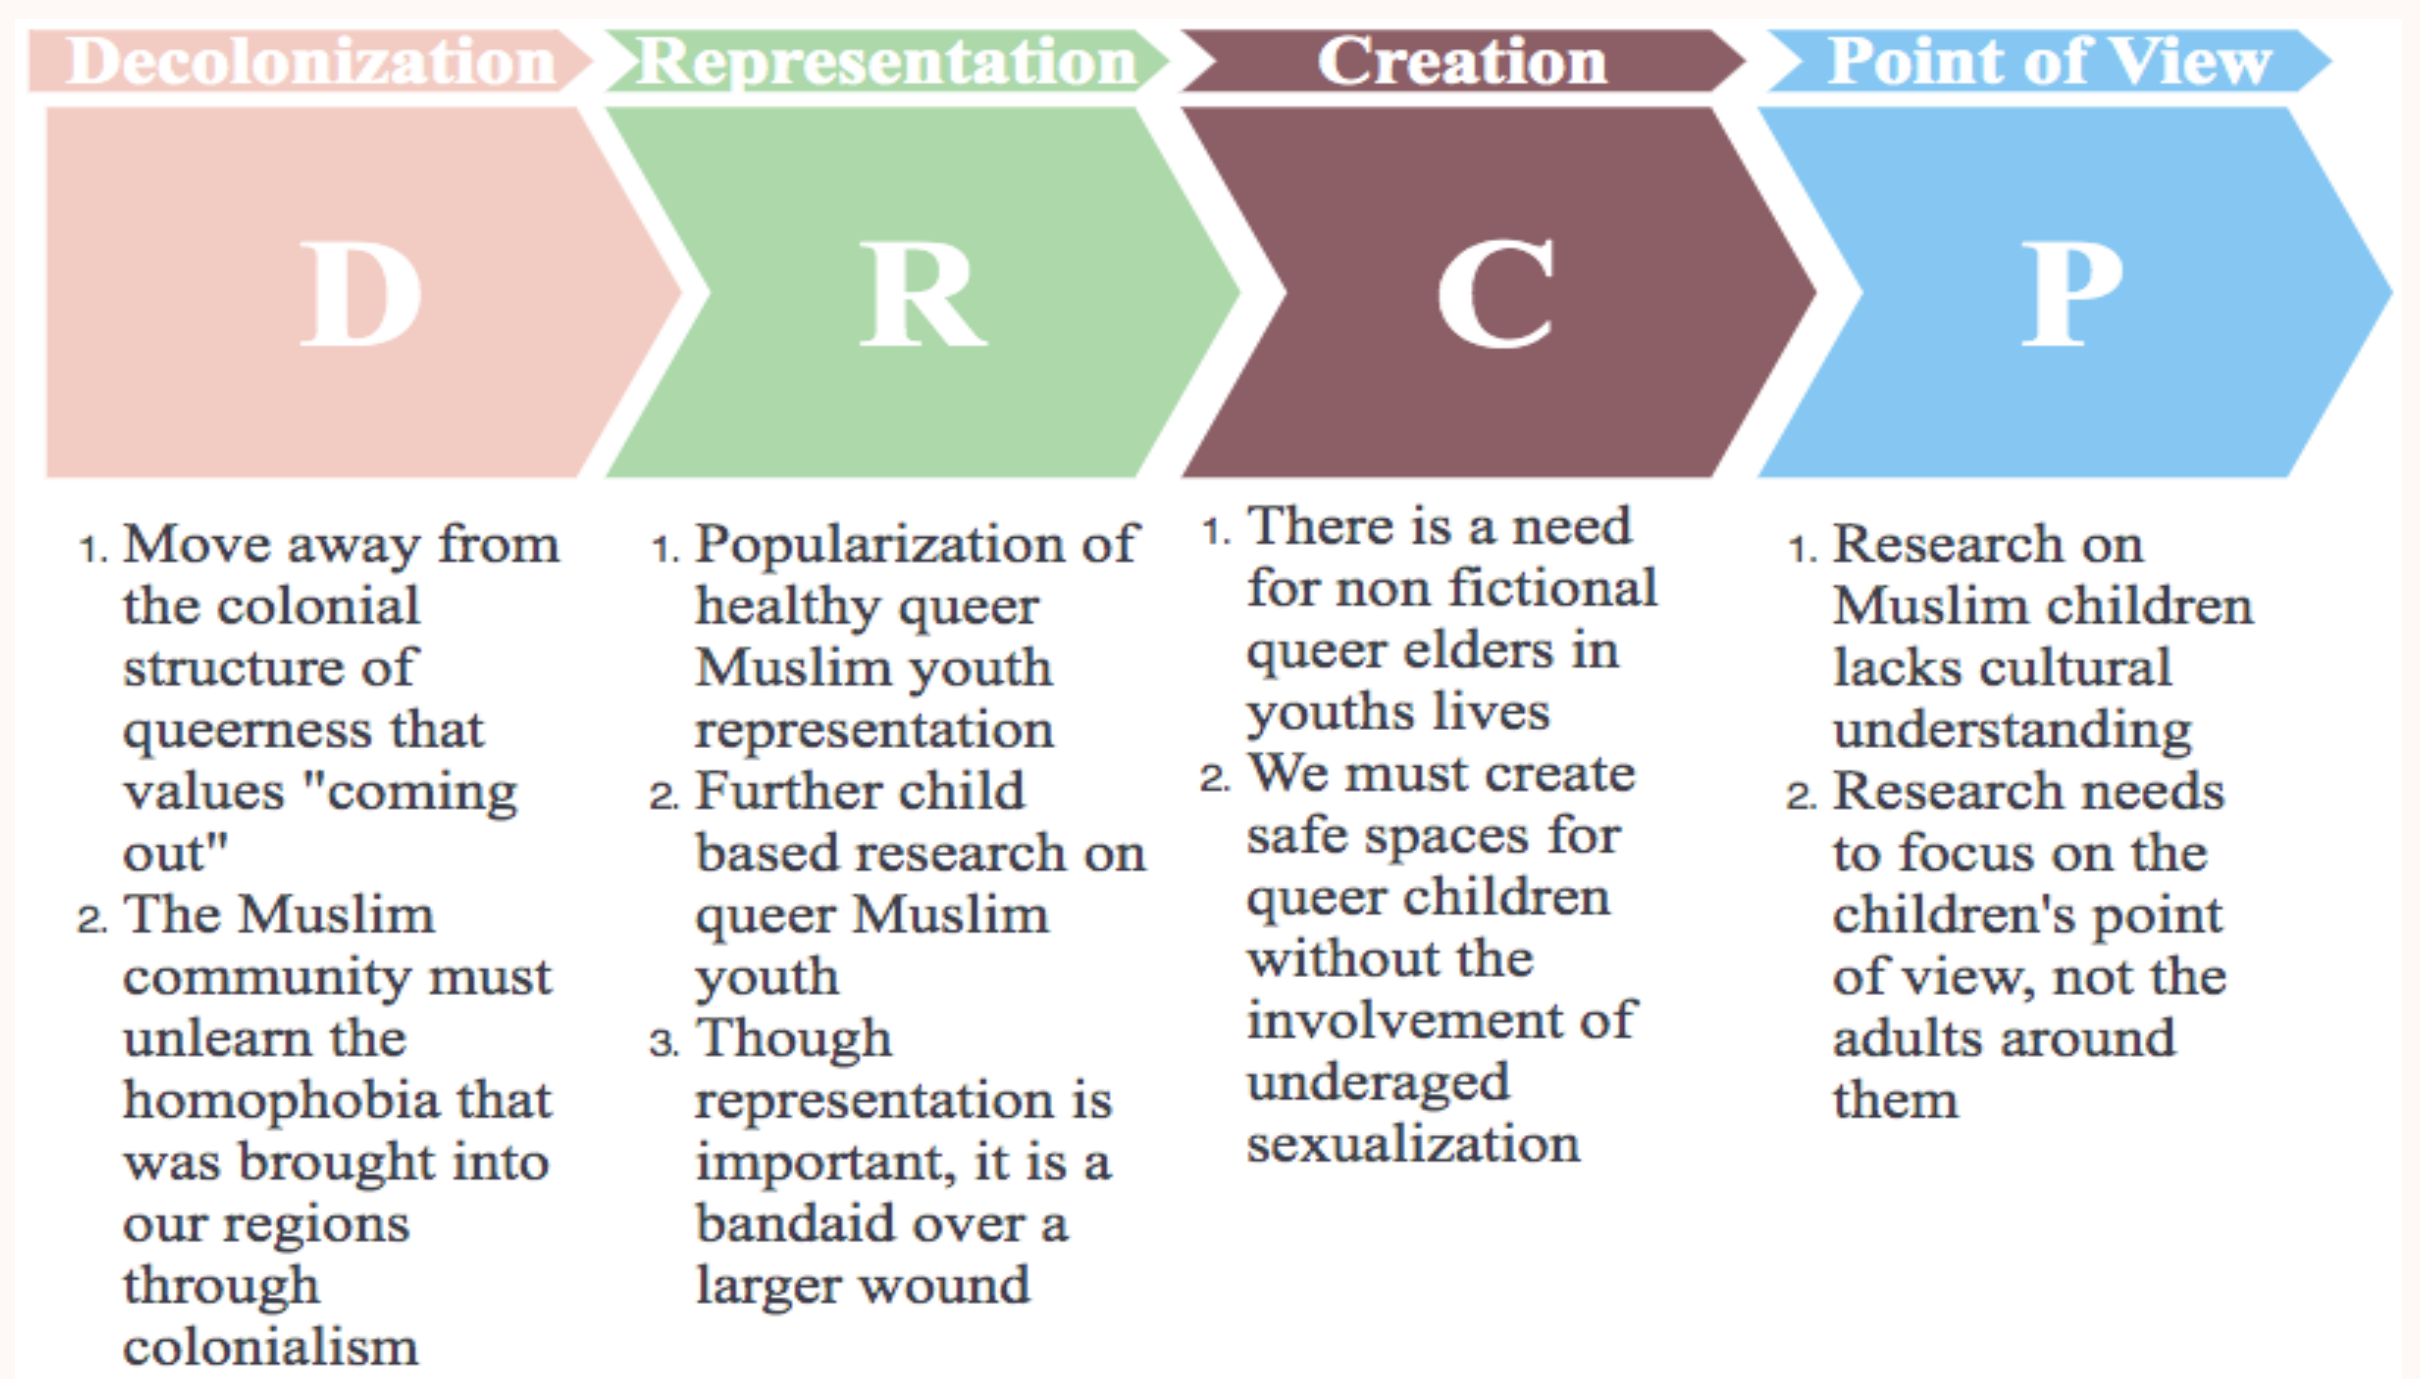 Decolonization
Representation
Creation
Point of View
D
R
C
P
1. Move away from
the colonial
structure of
queerness that
values "coming
out"
2. The Muslim
community must
unlearn the
homophobia that
was brought into
our regions
through
colonialism
1. Popularization of
healthy queer
Muslim youth
representation
2. Further child
based research on
queer Muslim
youth
3. Though
representation is
important, it is a
bandaid over a
larger wound
1. There is a need
for non fictional
queer elders in
youths lives
2. We must create
safe spaces for
queer children
without the
involvement of
underaged
sexualization
1. Research on
Muslim children
lacks cultural
understanding
2. Research needs
to focus on the
children's point
of view, not the
adults around
them